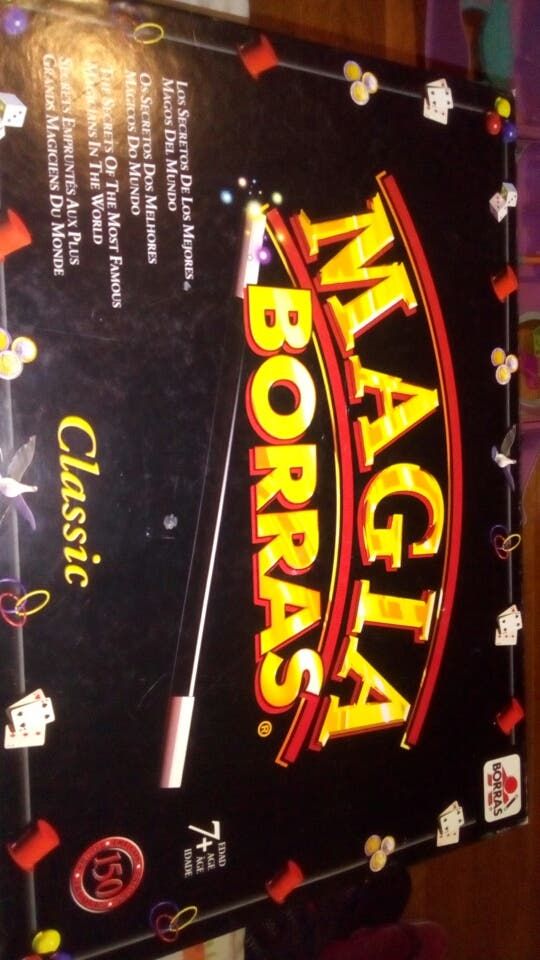 MAGIA
BORRAS®
LOS SECRETOS DE LOS MEJORES
MAGOS DEL MUNDO
OS SECRETOS DOS MELHORES
MÁGICOS DO MUNDO
THE SECRETS OF THE MOST FAMOUS
MAGICIANS IN THE WORLD
SECRETS EMPRUNTÉS AUX PLUS
GRANDS MAGICIENS DU MONDE
Classic
BORRAS
7+
EDAD
AGE
ÂGE
IDADE
150